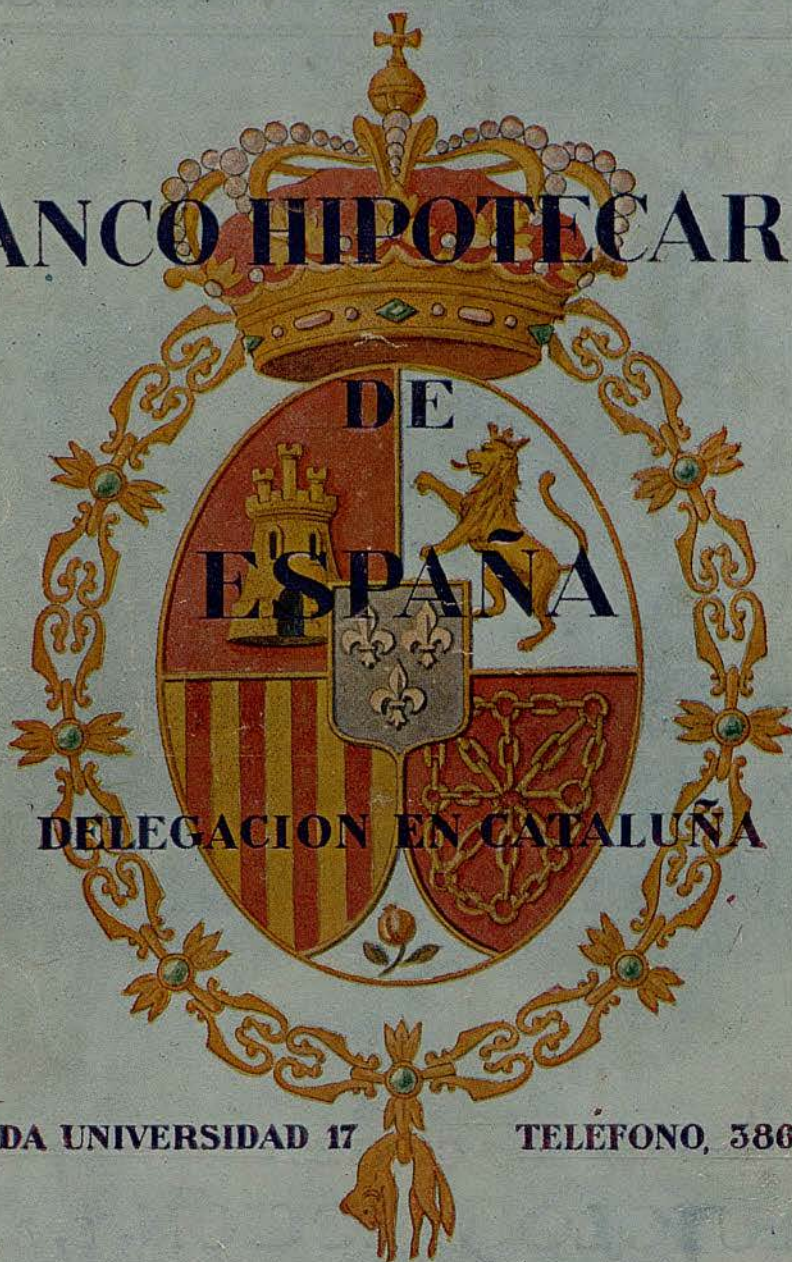 ANCO HIPOTECAR
DE
ESPAÑA
DELEGACION EN CATALUÑA
DA UNIVERSIDAD 17 TELÉFONO, 386